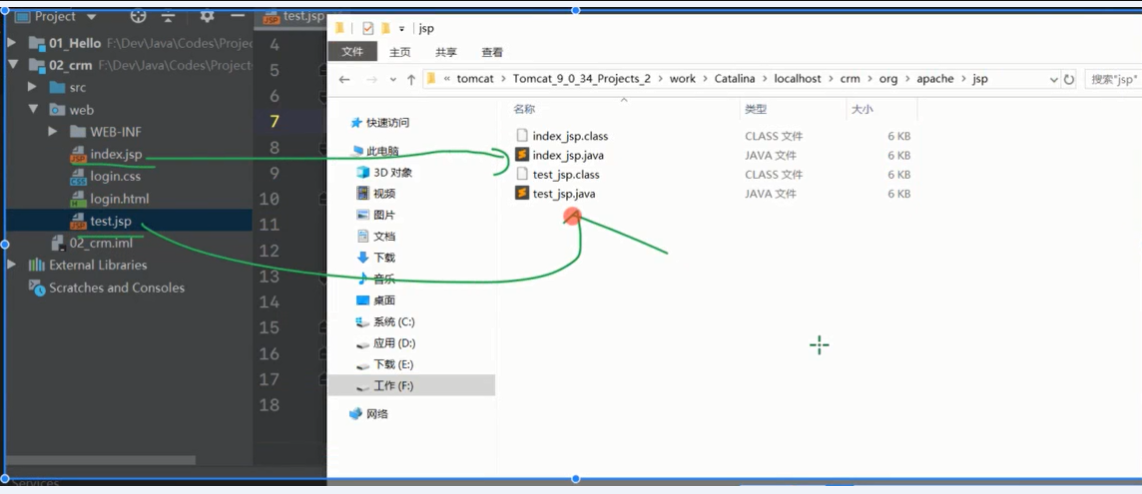 Project
test.jsp
01_Hello F:\Dev\Java\Codes\Projec
02_crm F:\Dev\Java\Codes\Projects
src
web
WEB-INF
index.jsp
login.css
login.html
test.jsp
02_crm.iml
External Libraries
Scratches and Consoles
Services
4
5
6
7
8
9
10
11
12
13
14
15
16
17
18
jsp
文件 主页 共享 查看
« tomcat › Tomcat_9_0_34_Projects_2 › work › Catalina › localhost › crm › org › apache › jsp
搜索"jsp"
快速访问
此电脑
3D 对象
视频
图片
文档
下载
音乐
桌面
系统 (C:)
应用 (D:)
下载 (E:)
工作 (F:)
网络
名称 类型 大小
index_jsp.class CLASS 文件 6 KB
index_jsp.java JAVA 文件 6 KB
test_jsp.class CLASS 文件 6 KB
test_jsp.java JAVA 文件 6 KB